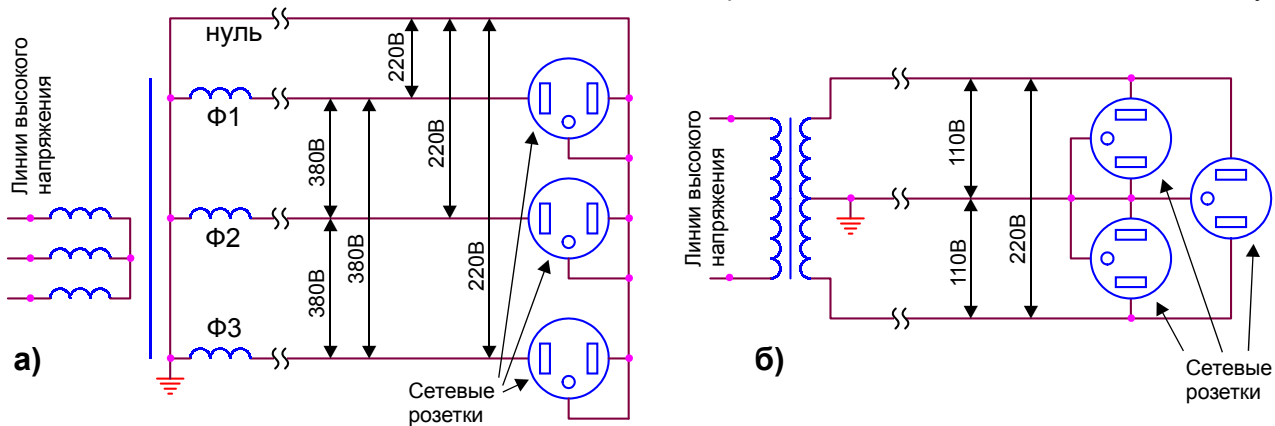 Линии высокого
напряжения
нуль
Ф1
Ф2
Ф3
220В
380В
380В
380В
220В
220В
Сетевые
розетки
а)
Линии высокого
напряжения
110В
110В
220В
Сетевые
розетки
б)